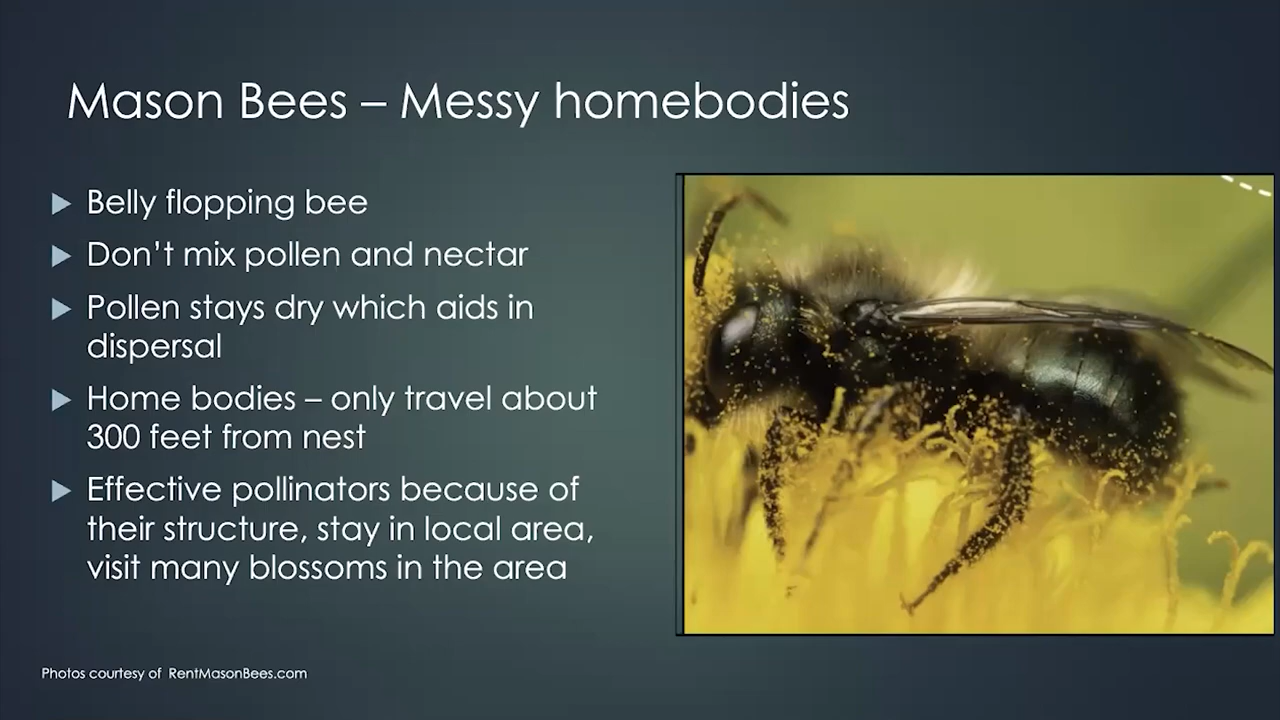 Mason Bees – Messy homebodies
Belly flopping bee
Don’t mix pollen and nectar
Pollen stays dry which aids in
dispersal
Home bodies – only travel about
300 feet from nest
Effective pollinators because of
their structure, stay in local area,
visit many blossoms in the area
Photos courtesy of RentMasonBees.com